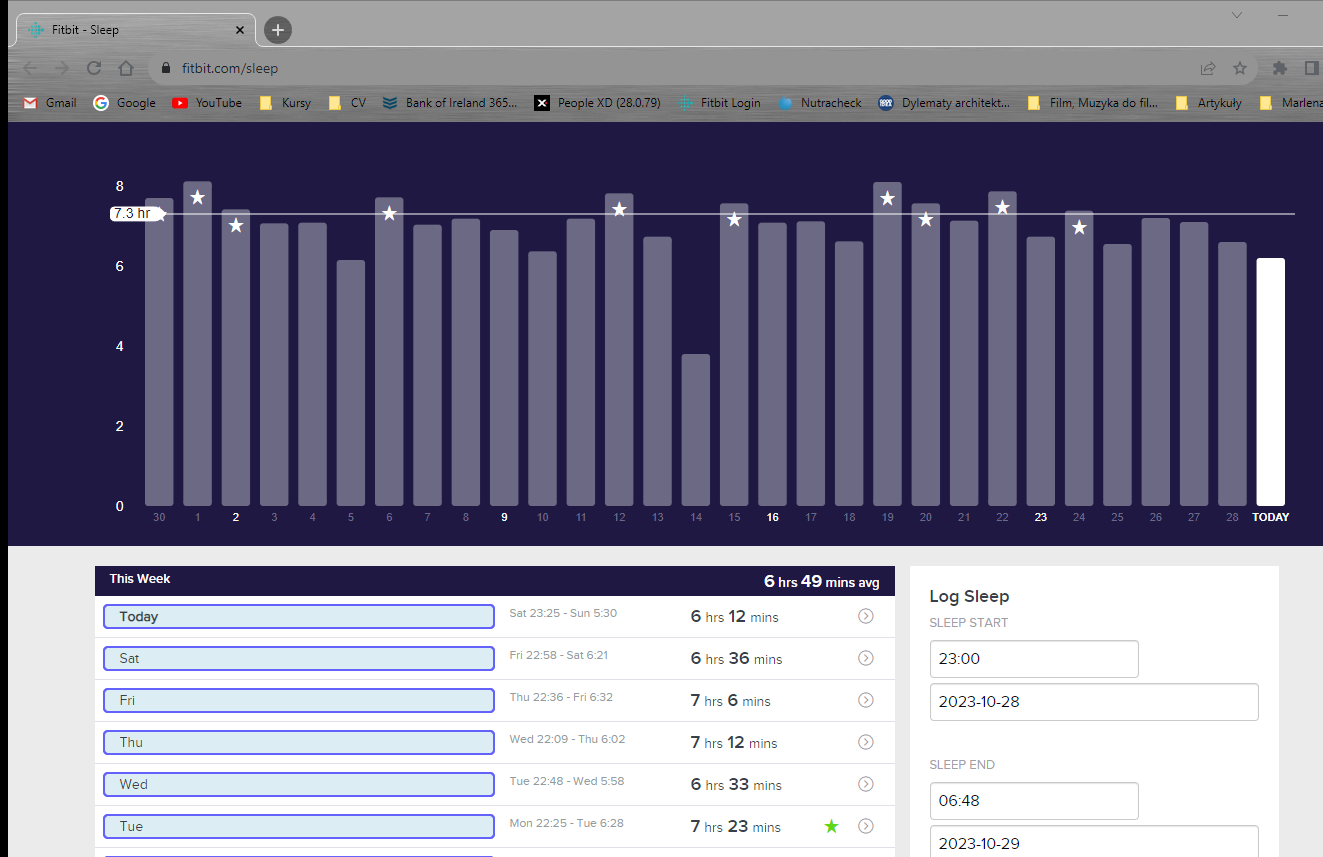 Fitbit - Sleep
fitbit.com/sleep
Gmail Google YouTube Kursy CV Bank of Ireland 365... People XD (28.0.79) Fitbit Login Nutracheck Dylematy architekt... Film, Muzyka do fil... Artykuły Marlena
8
7.3 hr
6
4
2
0
30 1 2 3 4 5 6 7 8 9 10 11 12 13 14 15 16 17 18 19 20 21 22 23 24 25 26 27 28 TODAY
This Week 6 hrs 49 mins avg
Today Sat 23:25 - Sun 5:30 6 hrs 12 mins
Sat Fri 22:58 - Sat 6:21 6 hrs 36 mins
Fri Thu 22:36 - Fri 6:32 7 hrs 6 mins
Thu Wed 22:09 - Thu 6:02 7 hrs 12 mins
Wed Tue 22:48 - Wed 5:58 6 hrs 33 mins
Tue Mon 22:25 - Tue 6:28 7 hrs 23 mins
Log Sleep
SLEEP START
23:00
2023-10-28
SLEEP END
06:48
2023-10-29